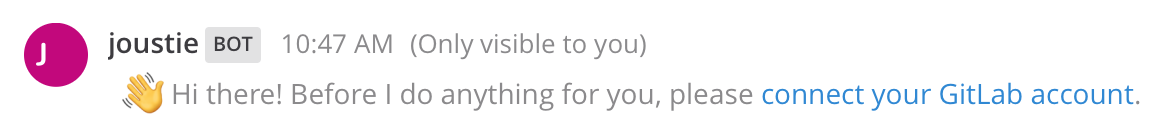 J joustie BOT 10:47 AM (Only visible to you)
👋 Hi there! Before I do anything for you, please connect your GitLab account.